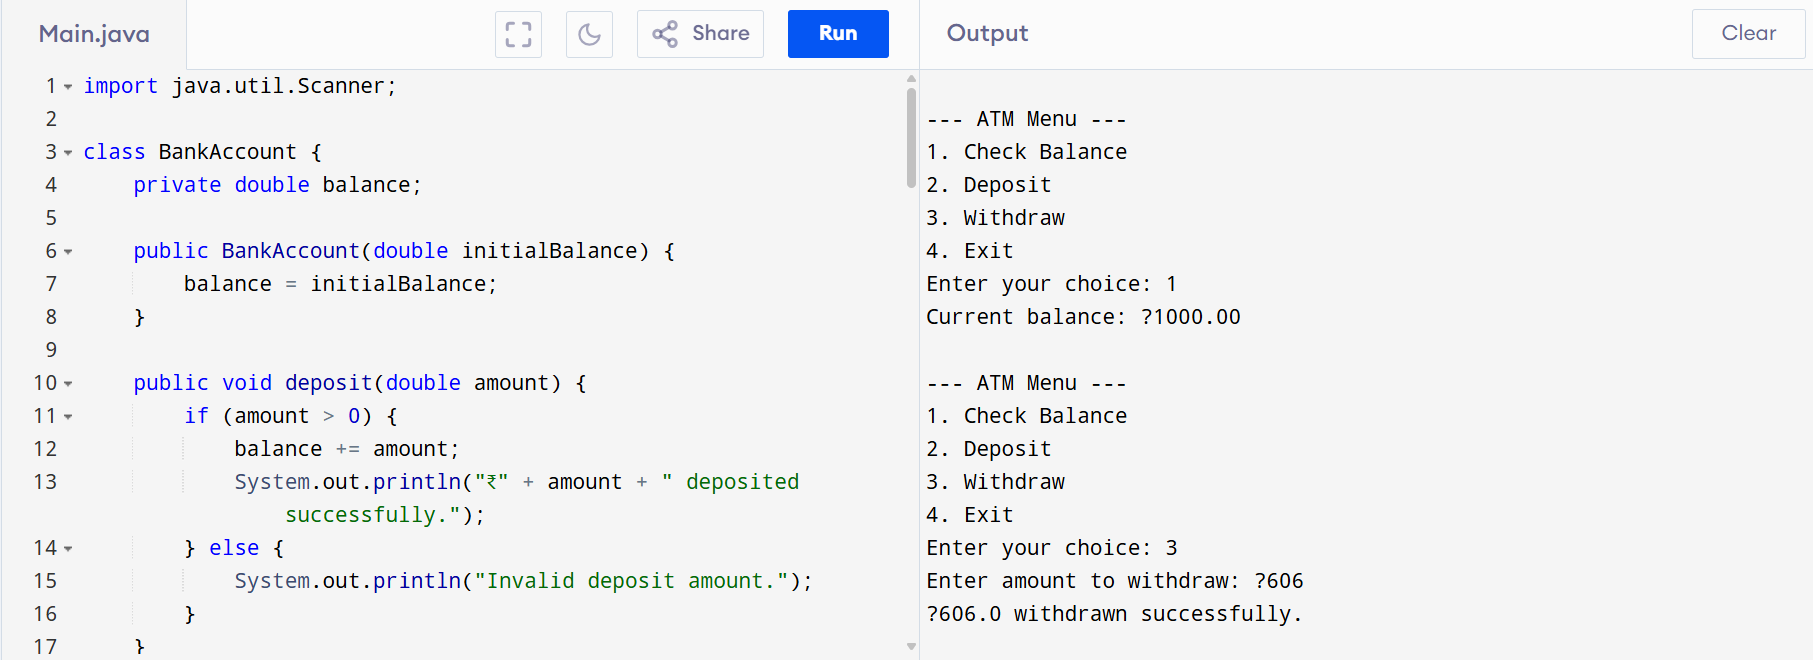 Main.java
Share
Run
Output
Clear
1 import java.util.Scanner;
2
3 class BankAccount {
4     private double balance;
5
6     public BankAccount(double initialBalance) {
7         balance = initialBalance;
8     }
9
10     public void deposit(double amount) {
11         if (amount > 0) {
12             balance += amount;
13             System.out.println("₹" + amount + " deposited
successfully.");
14         } else {
15             System.out.println("Invalid deposit amount.");
16         }
17     }
--- ATM Menu ---
1. Check Balance
2. Deposit
3. Withdraw
4. Exit
Enter your choice: 1
Current balance: ?1000.00
--- ATM Menu ---
1. Check Balance
2. Deposit
3. Withdraw
4. Exit
Enter your choice: 3
Enter amount to withdraw: ?606
?606.0 withdrawn successfully.